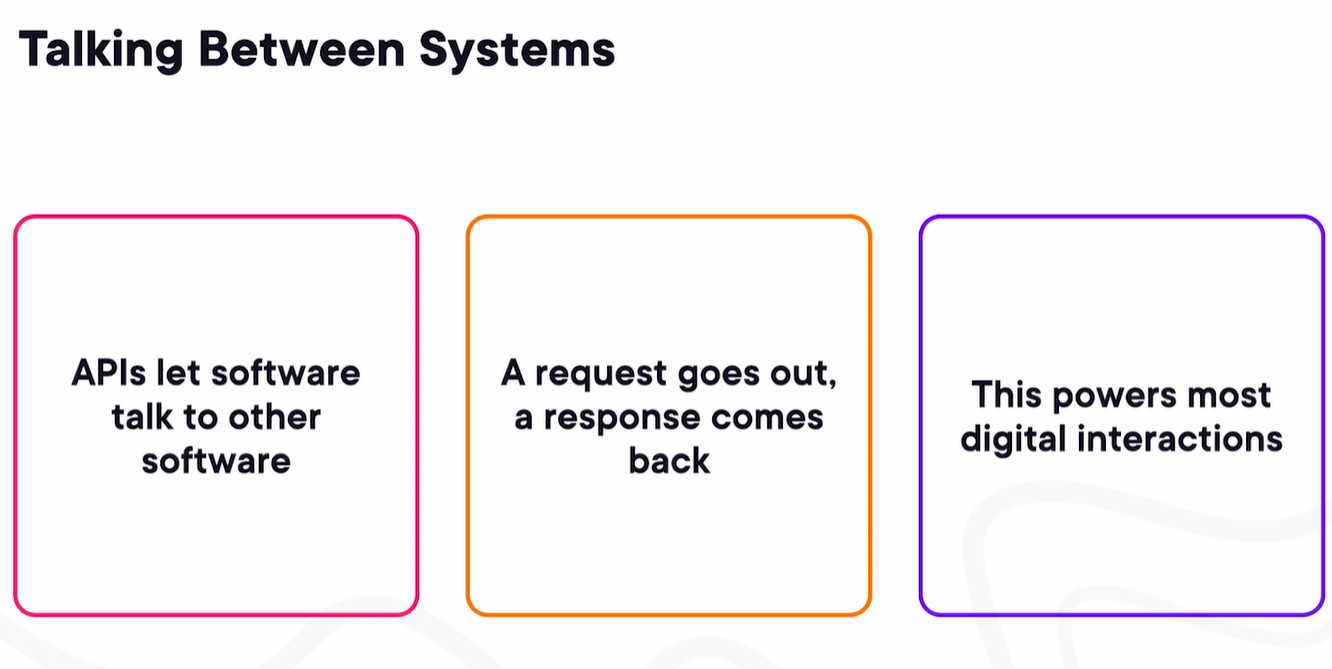 Talking Between Systems
APIs let software
talk to other
software
A request goes out,
a response comes
back
This powers most
digital interactions